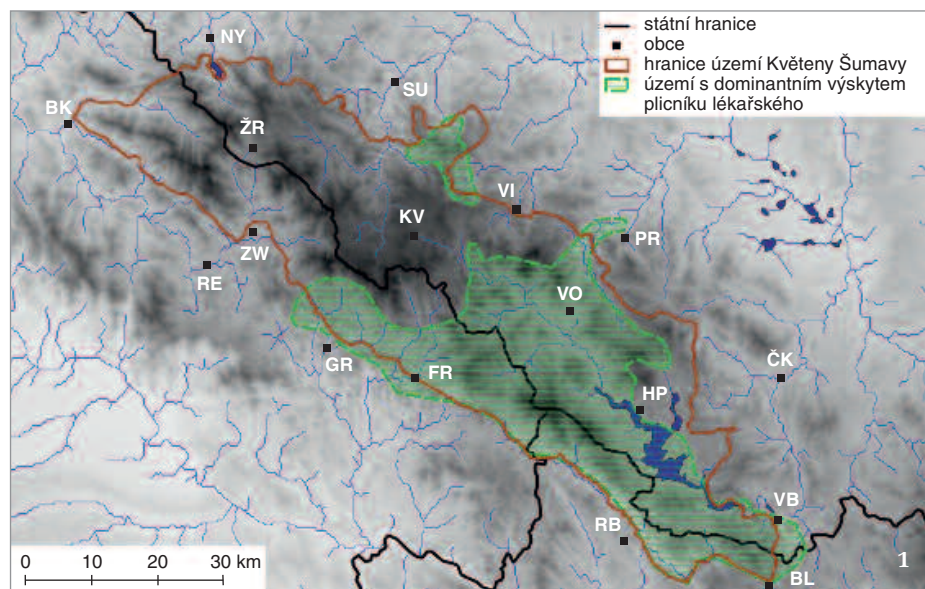 státní hranice
obce
hranice území Květeny Šumavy
území s dominantním výskytem
plicníku lékařského
NY
SU
BK
ŽR
VI
KV
PR
ZW
RE
VO
GR
FR
ČK
HP
VB
RB
BL
0 10 20 30 km
1